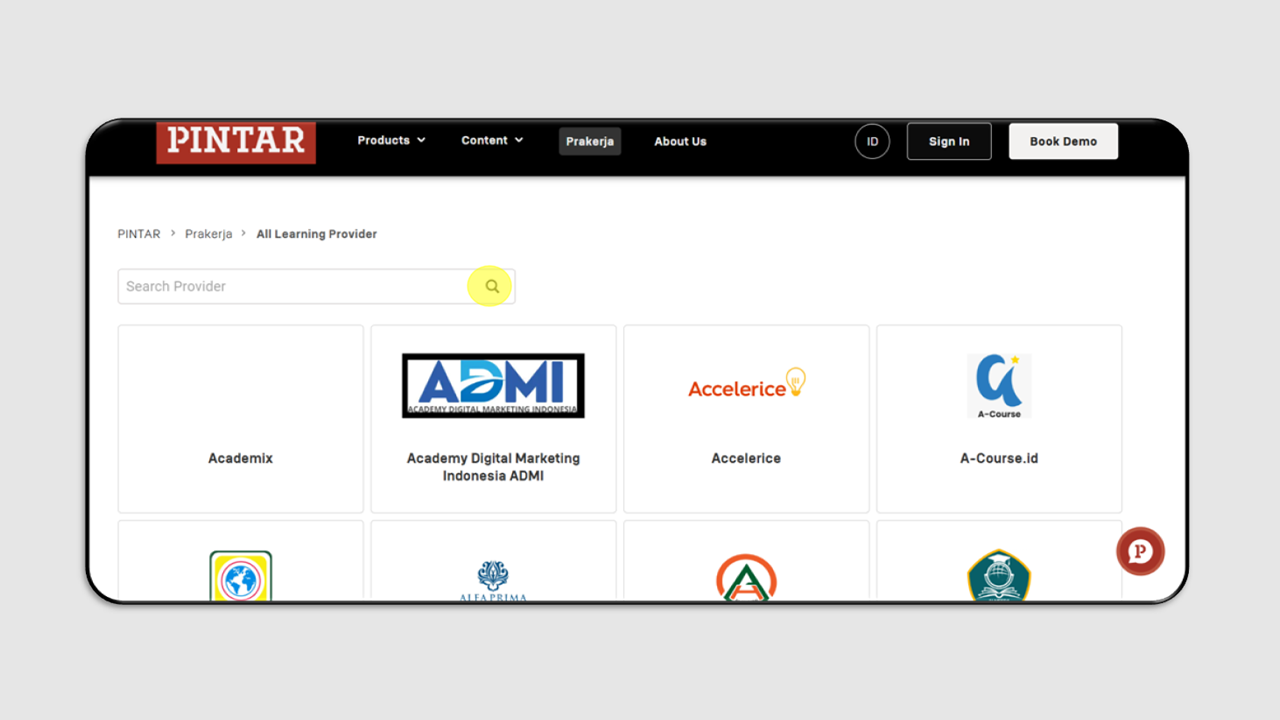 PINTAR
Products
Content
Prakerja
About Us
ID
Sign In
Book Demo
PINTAR > Prakerja > All Learning Provider
Search Provider
ADMI
ACADEMY DIGITAL MARKETING INDONESIA
Accelerice
A-Course
Academix
Academy Digital Marketing
Indonesia ADMI
Accelerice
A-Course.id
ALFA PRIMA
P